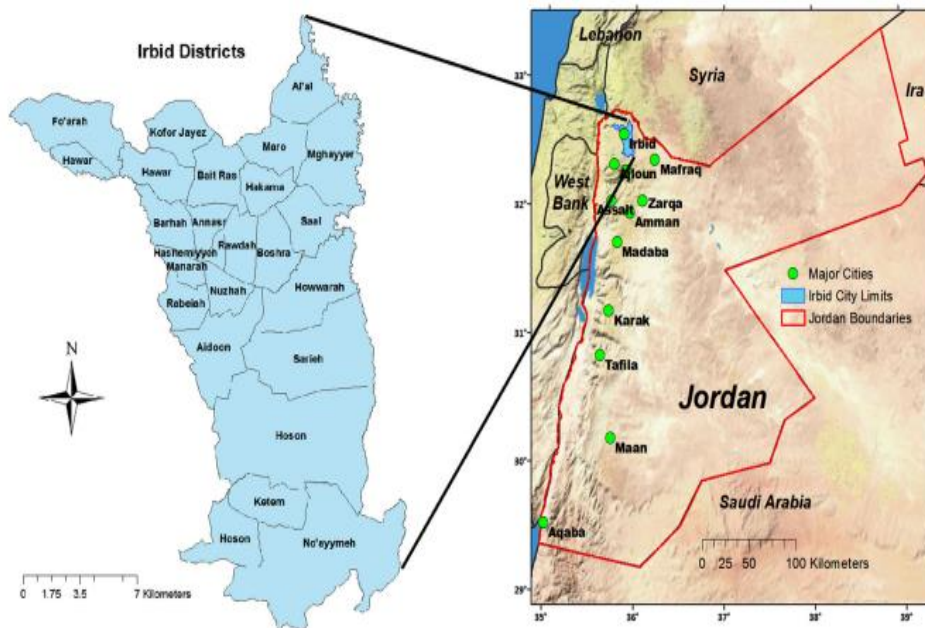 Irbid Districts
Al'al
Fo'arah
Kofor Jayez
Maro
Mghayyer
Hawar
Hawar
Bait Ras
Hakama
Barhah
Annasr
Saal
Rawdah
Hashemiyyeh
Boshra
Manarah
Nuzhah
Howwarah
Rabeiah
Aidoon
Sarieh
N
Hoson
Ketem
Hoson
No'ayymeh
0 1.75 3.5 7 Kilometers
Lebanon
Syria
Ira
33°
Irbid
Mafraq
Ajloun
West
Bank
32°
Assalt
Zarqa
Amman
Madaba
Major Cities
Irbid City Limits
Jordan Boundaries
Karak
31°
Tafila
Jordan
Maan
30°
Saudi Arabia
Aqaba
0 25 50 100 Kilometers
29°
35° 36° 37° 38° 39°